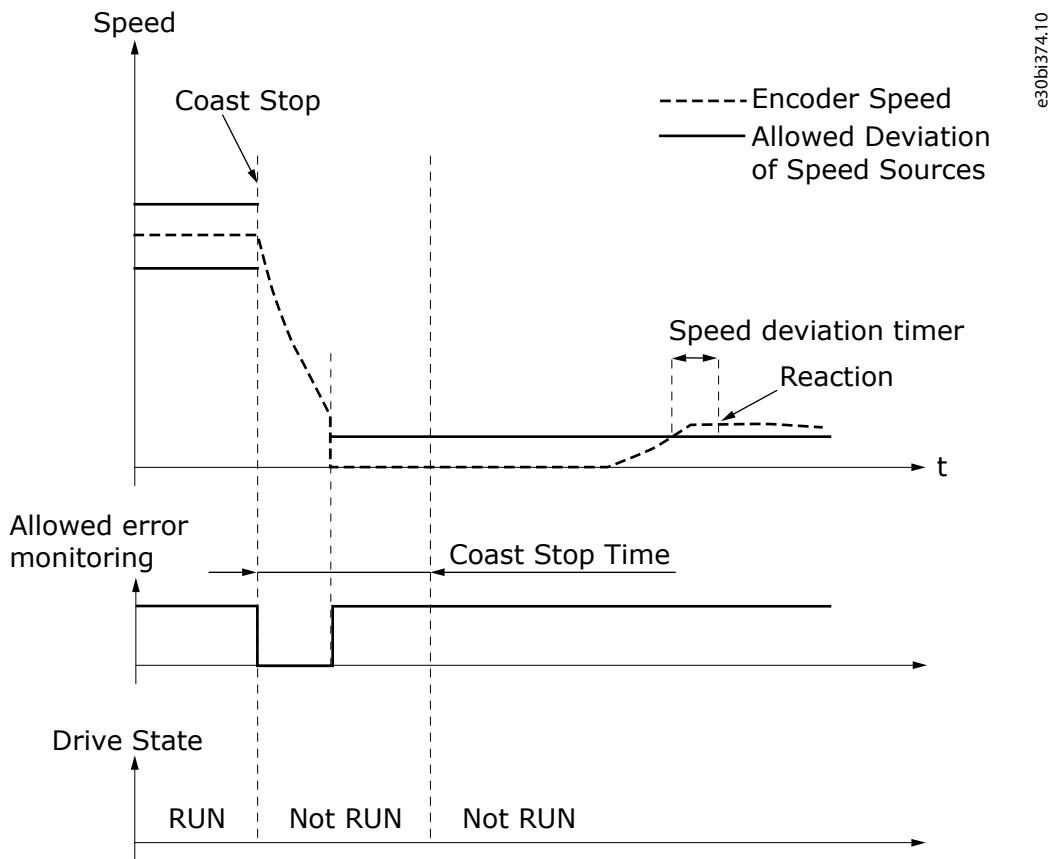 Speed
e30bi374.10
Coast Stop
Encoder Speed
Allowed Deviation
of Speed Sources
Speed deviation timer
Reaction
t
Allowed error
monitoring
Coast Stop Time
Drive State
RUN
Not RUN
Not RUN